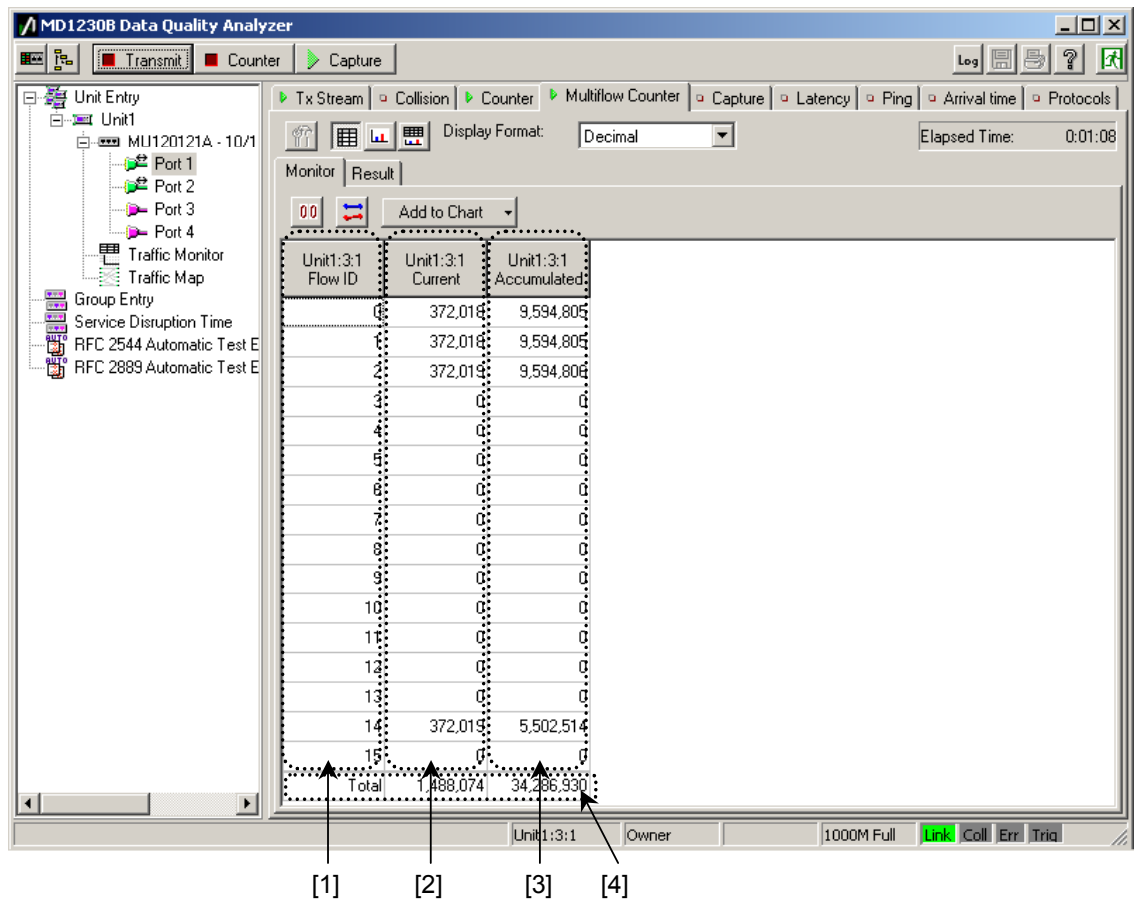 MD1230B Data Quality Analyzer
Transmit Counter Capture Log
Unit Entry
Unit1
MU120121A - 10/1
Port 1
Port 2
Port 3
Port 4
Traffic Monitor
Traffic Map
Group Entry
Service Disruption Time
AUTO RFC 2544 Automatic Test E
AUTO RFC 2889 Automatic Test E
Tx Stream Collision Counter Multiflow Counter Capture Latency Ping Arrival time Protocols
Display Format: Decimal Elapsed Time: 0:01:08
Monitor Result
00 Add to Chart
Unit1:3:1 Unit1:3:1 Unit1:3:1
Flow ID Current Accumulated
0 372,018 9,594,805
1 372,018 9,594,805
2 372,019 9,594,806
3 0 0
4 0 0
5 0 0
6 0 0
7 0 0
8 0 0
9 0 0
10 0 0
11 0 0
12 0 0
13 0 0
14 372,019 5,502,514
15 0 0
Total 1,488,074 34,286,930
Unit1:3:1 Owner 1000M Full Link Coll Err Trig
[1] [2] [3] [4]